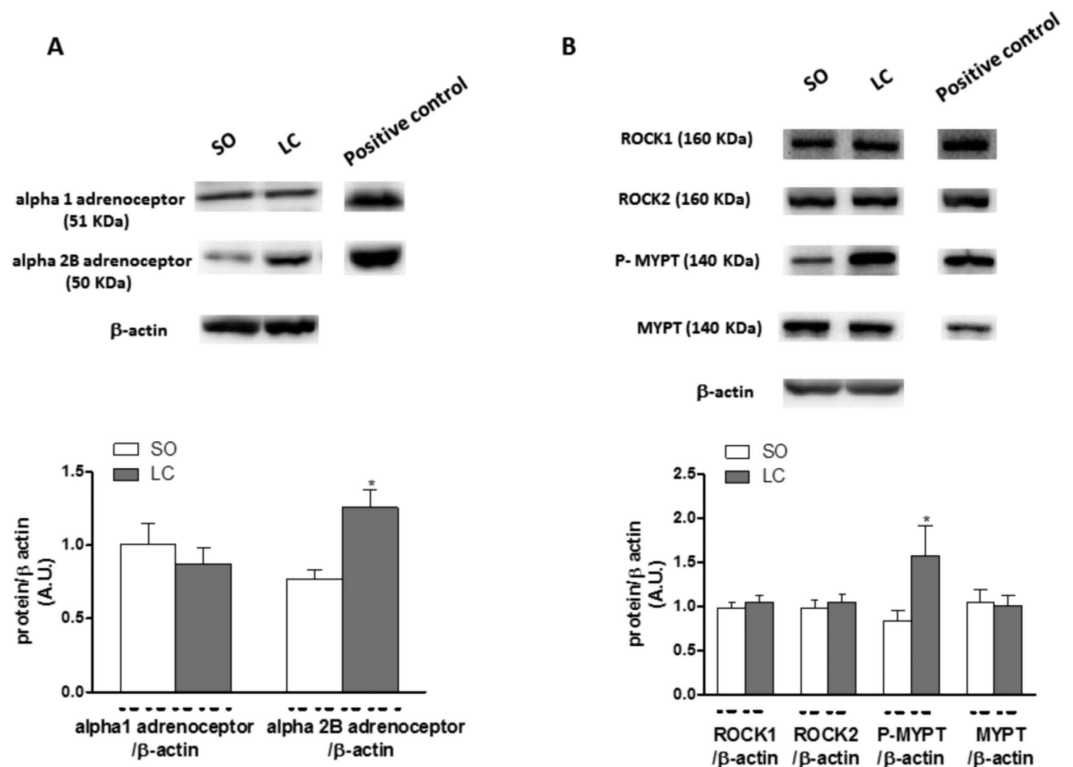 A
SO
LC
Positive control
alpha 1 adrenoceptor
(51 KDa)
alpha 2B adrenoceptor
(50 KDa)
β-actin
SO
LC
1.5
1.0
0.5
0.0
protein/β actin
(A.U.)
*
alpha1 adrenoceptor
/β-actin
alpha 2B adrenoceptor
/β-actin
B
SO
LC
Positive control
ROCK1 (160 KDa)
ROCK2 (160 KDa)
P- MYPT (140 KDa)
MYPT (140 KDa)
β-actin
SO
LC
2.5
2.0
1.5
1.0
0.5
0.0
protein/β actin
(A.U.)
*
ROCK1
/β-actin
ROCK2
/β-actin
P-MYPT
/β-actin
MYPT
/β-actin